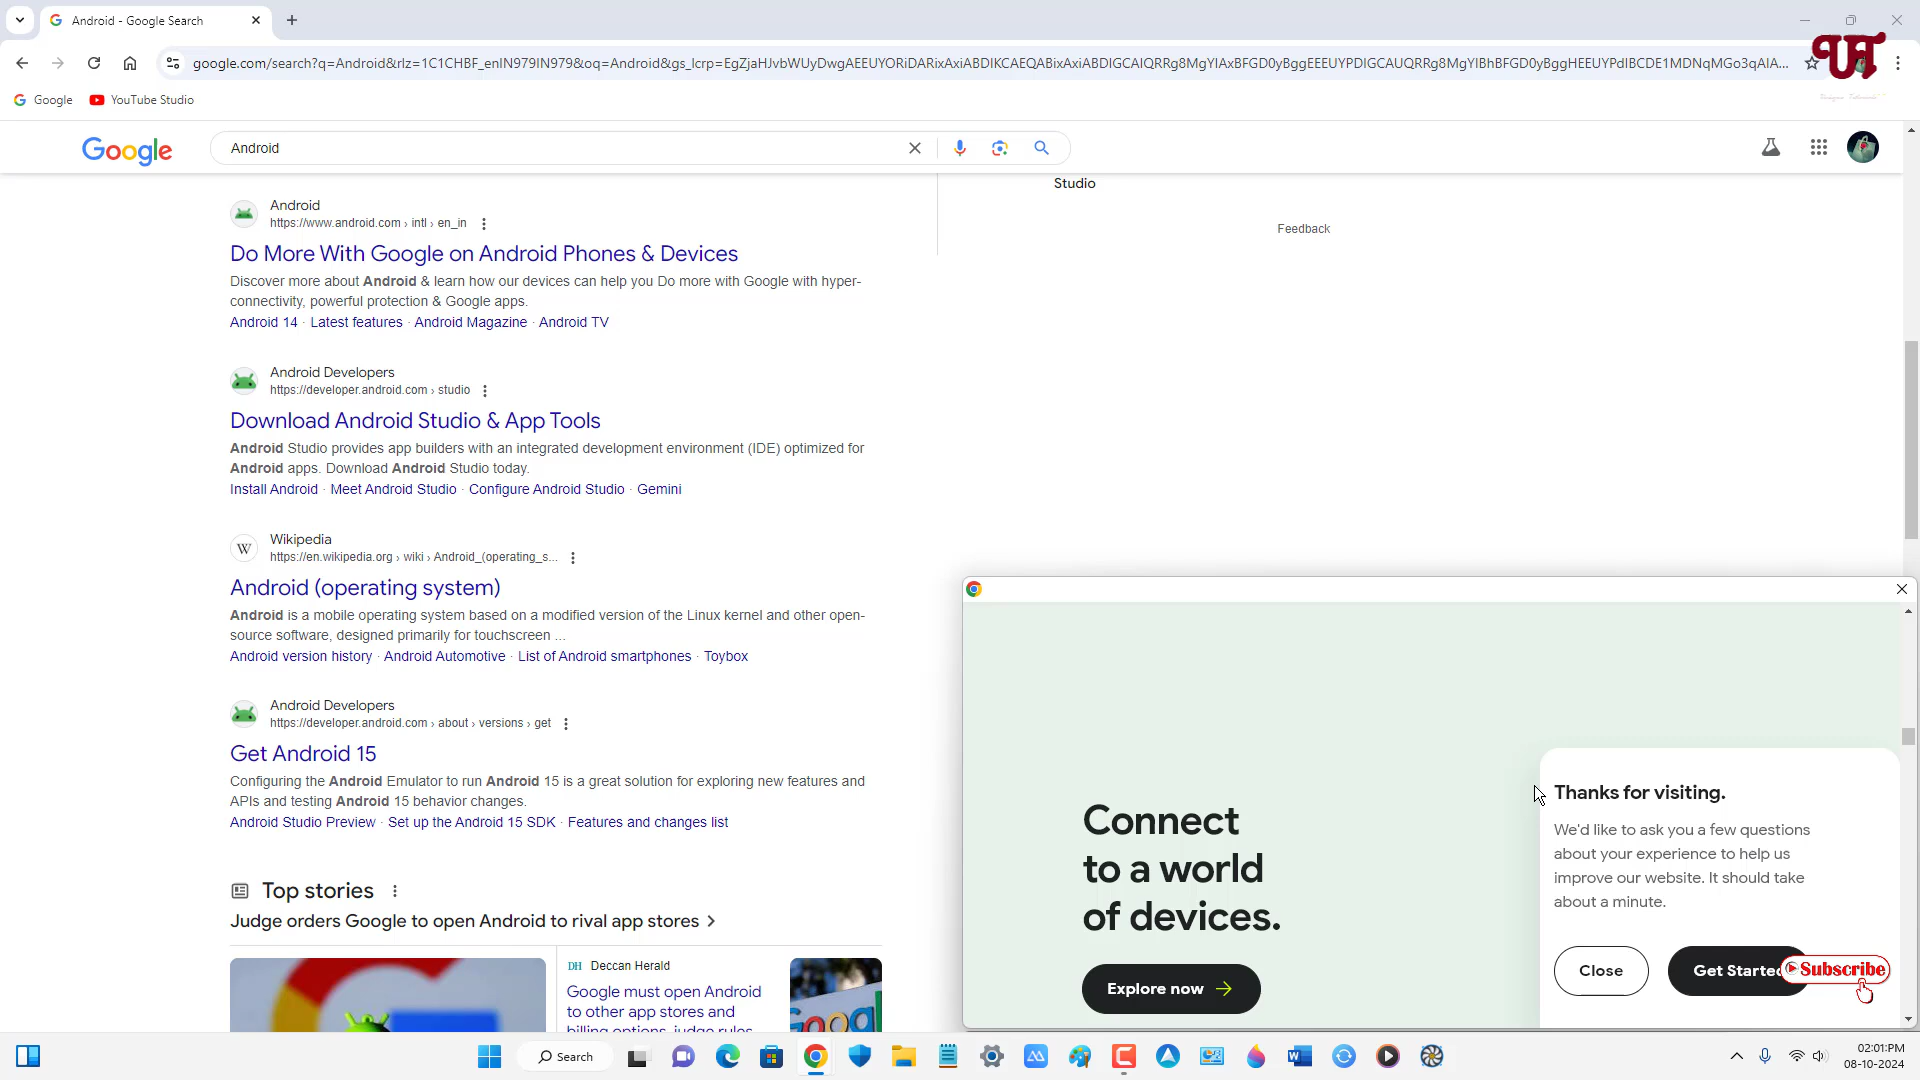 Android - Google Search
google.com/search?q=Android&rlz=1C1CHBF_enIN979IN979&oq=Android&gs_lcrp=
Google
YouTube Studio
Google
Android
Studio
Feedback
Android
https://www.android.com › intl › en_in
Do More With Google on Android Phones & Devices
Discover more about Android & learn how our devices can help you Do more with Google with hyper-
connectivity, powerful protection & Google apps.
Android 14 · Latest features · Android Magazine · Android TV
Android Developers
https://developer.android.com › studio
Download Android Studio & App Tools
Android Studio provides app builders with an integrated development environment (IDE) optimized for
Android apps. Download Android Studio today.
Install Android · Meet Android Studio · Configure Android Studio · Gemini
W
Wikipedia
https://en.wikipedia.org › wiki › Android_(operating_s...
Android (operating system)
Android is a mobile operating system based on a modified version of the Linux kernel and other open-
source software, designed primarily for touchscreen ...
Android version history · Android Automotive · List of Android smartphones · Toybox
Android Developers
https://developer.android.com › about › versions › get
Get Android 15
Configuring the Android Emulator to run Android 15 is a great solution for exploring new features and
APIs and testing Android 15 behavior changes.
Android Studio Preview · Set up the Android 15 SDK · Features and changes list
Top stories
Judge orders Google to open Android to rival app stores
DH Deccan Herald
Google must open Android
to other app stores and
billing options, judge rules
Connect
to a world
of devices.
Explore now →
Thanks for visiting.
We'd like to ask you a few questions
about your experience to help us
improve our website. It should take
about a minute.
Close
Get Started
Subscribe
Search
02:01:PM
08-10-2024